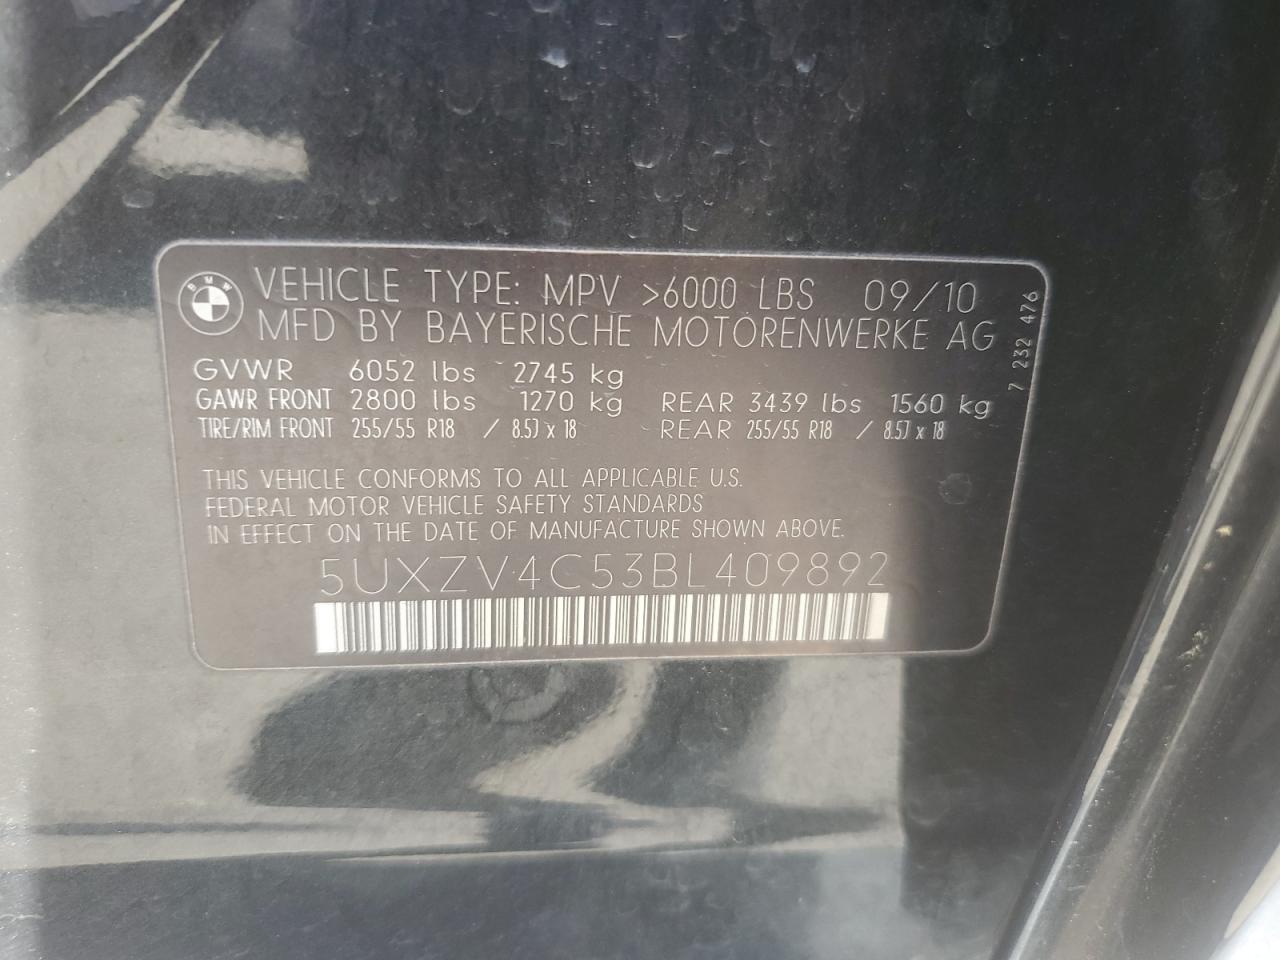 BMW
VEHICLE TYPE: MPV >6000 LBS 09/10
MFD BY BAYERISCHE MOTORENWERKE AG
GVWR 6052 lbs 2745 kg
GAWR FRONT 2800 lbs 1270 kg REAR 3439 lbs 1560 kg
TIRE/RIM FRONT 255/55 R18 / 8.5J x 18 REAR 255/55 R18 / 8.5J x 18
7 232 476
THIS VEHICLE CONFORMS TO ALL APPLICABLE U.S.
FEDERAL MOTOR VEHICLE SAFETY STANDARDS
IN EFFECT ON THE DATE OF MANUFACTURE SHOWN ABOVE.
5UXZV4C53BL409892